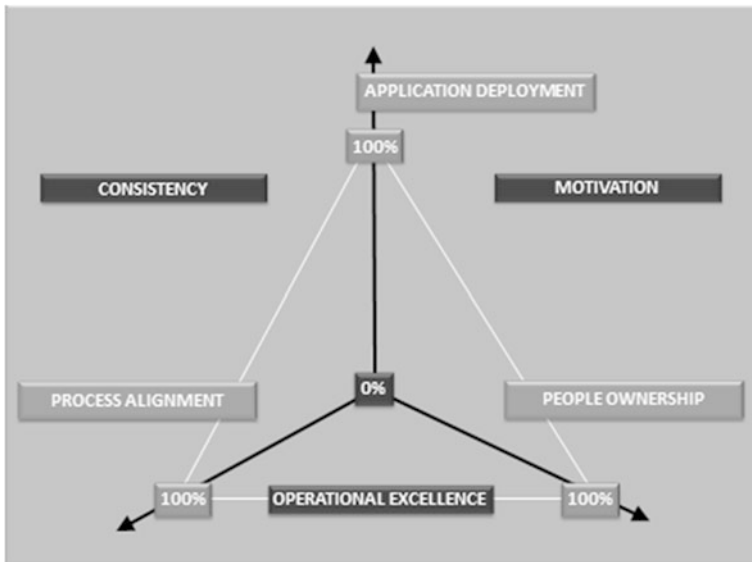 APPLICATION DEPLOYMENT
100%
CONSISTENCY
MOTIVATION
0%
PROCESS ALIGNMENT
PEOPLE OWNERSHIP
100%
OPERATIONAL EXCELLENCE
100%